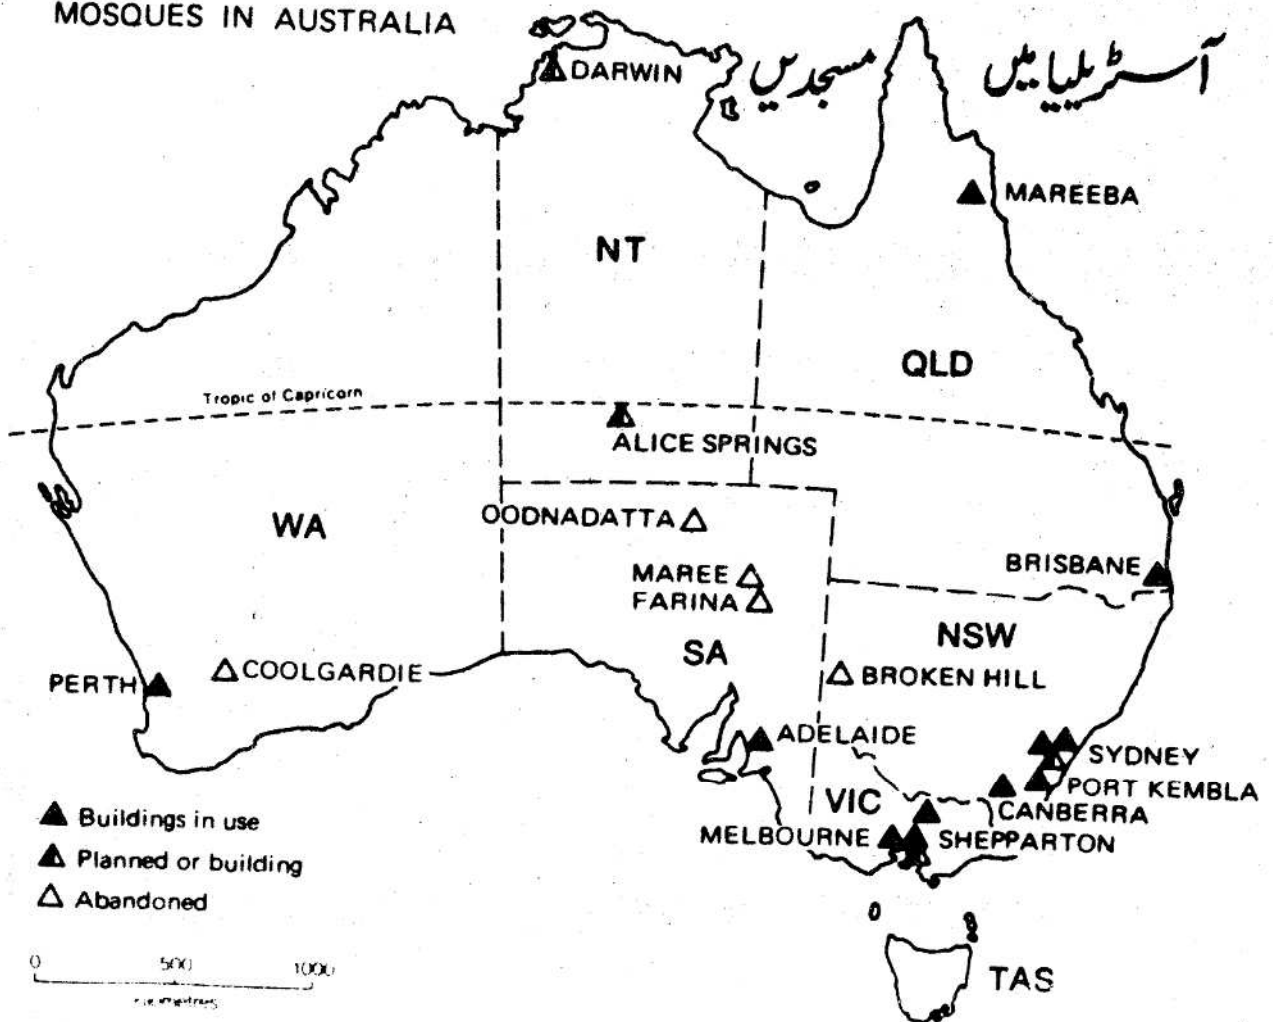 MOSQUES IN AUSTRALIA
آسٹریلیا میں مسجدیں
DARWIN
MAREEBA
NT
QLD
Tropic of Capricorn
ALICE SPRINGS
WA
OODNADATTA
MAREE
FARINA
BRISBANE
NSW
SA
BROKEN HILL
COOLGARDIE
PERTH
ADELAIDE
SYDNEY
PORT KEMBLA
VIC
CANBERRA
MELBOURNE
SHEPPARTON
Buildings in use
Planned or building
Abandoned
0 500 1000
kilometres
TAS